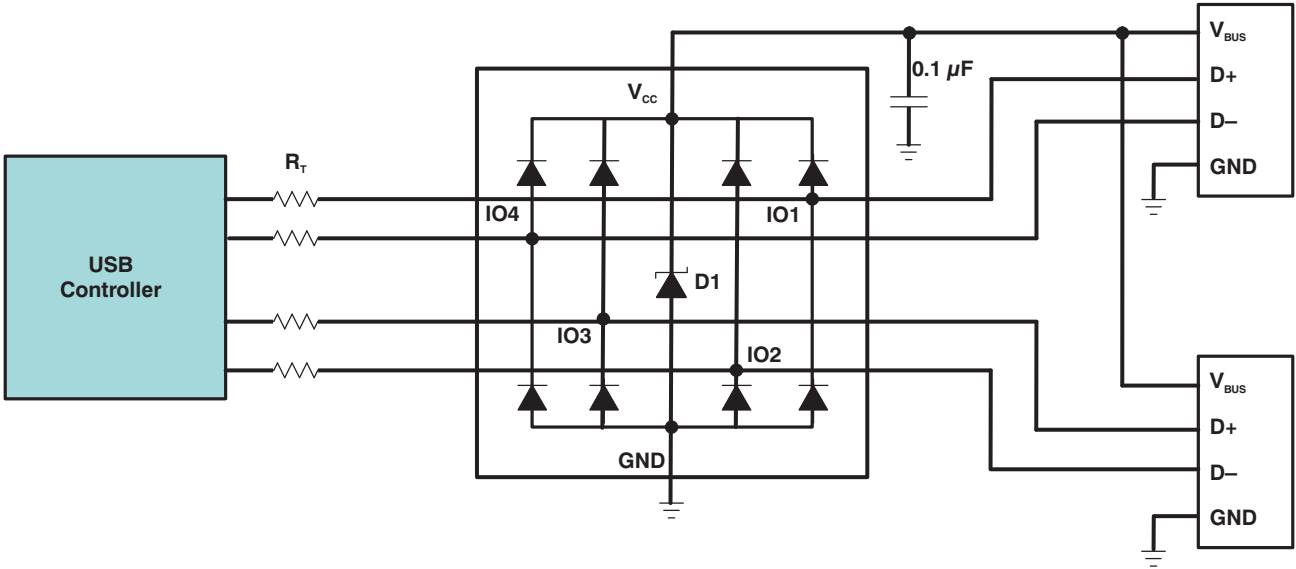 USB
Controller
R_T
V_CC
IO4
IO1
D1
IO3
IO2
GND
0.1 µF
V_BUS
D+
D–
GND
V_BUS
D+
D–
GND